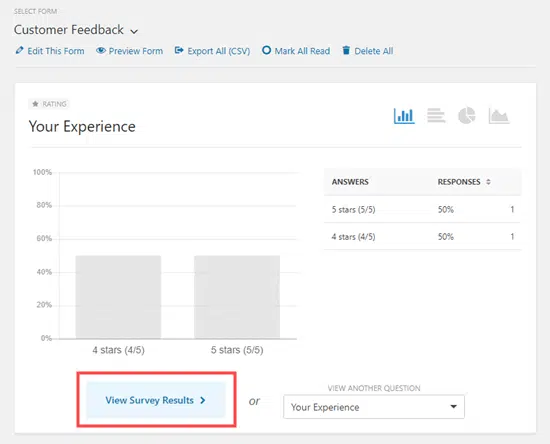 SELECT FORM
Customer Feedback
Edit This Form Preview Form Export All (CSV) Mark All Read Delete All
RATING
Your Experience
100%
80%
60%
40%
20%
0%
4 stars (4/5) 5 stars (5/5)
ANSWERS RESPONSES
5 stars (5/5) 50% 1
4 stars (4/5) 50% 1
View Survey Results
or
VIEW ANOTHER QUESTION
Your Experience